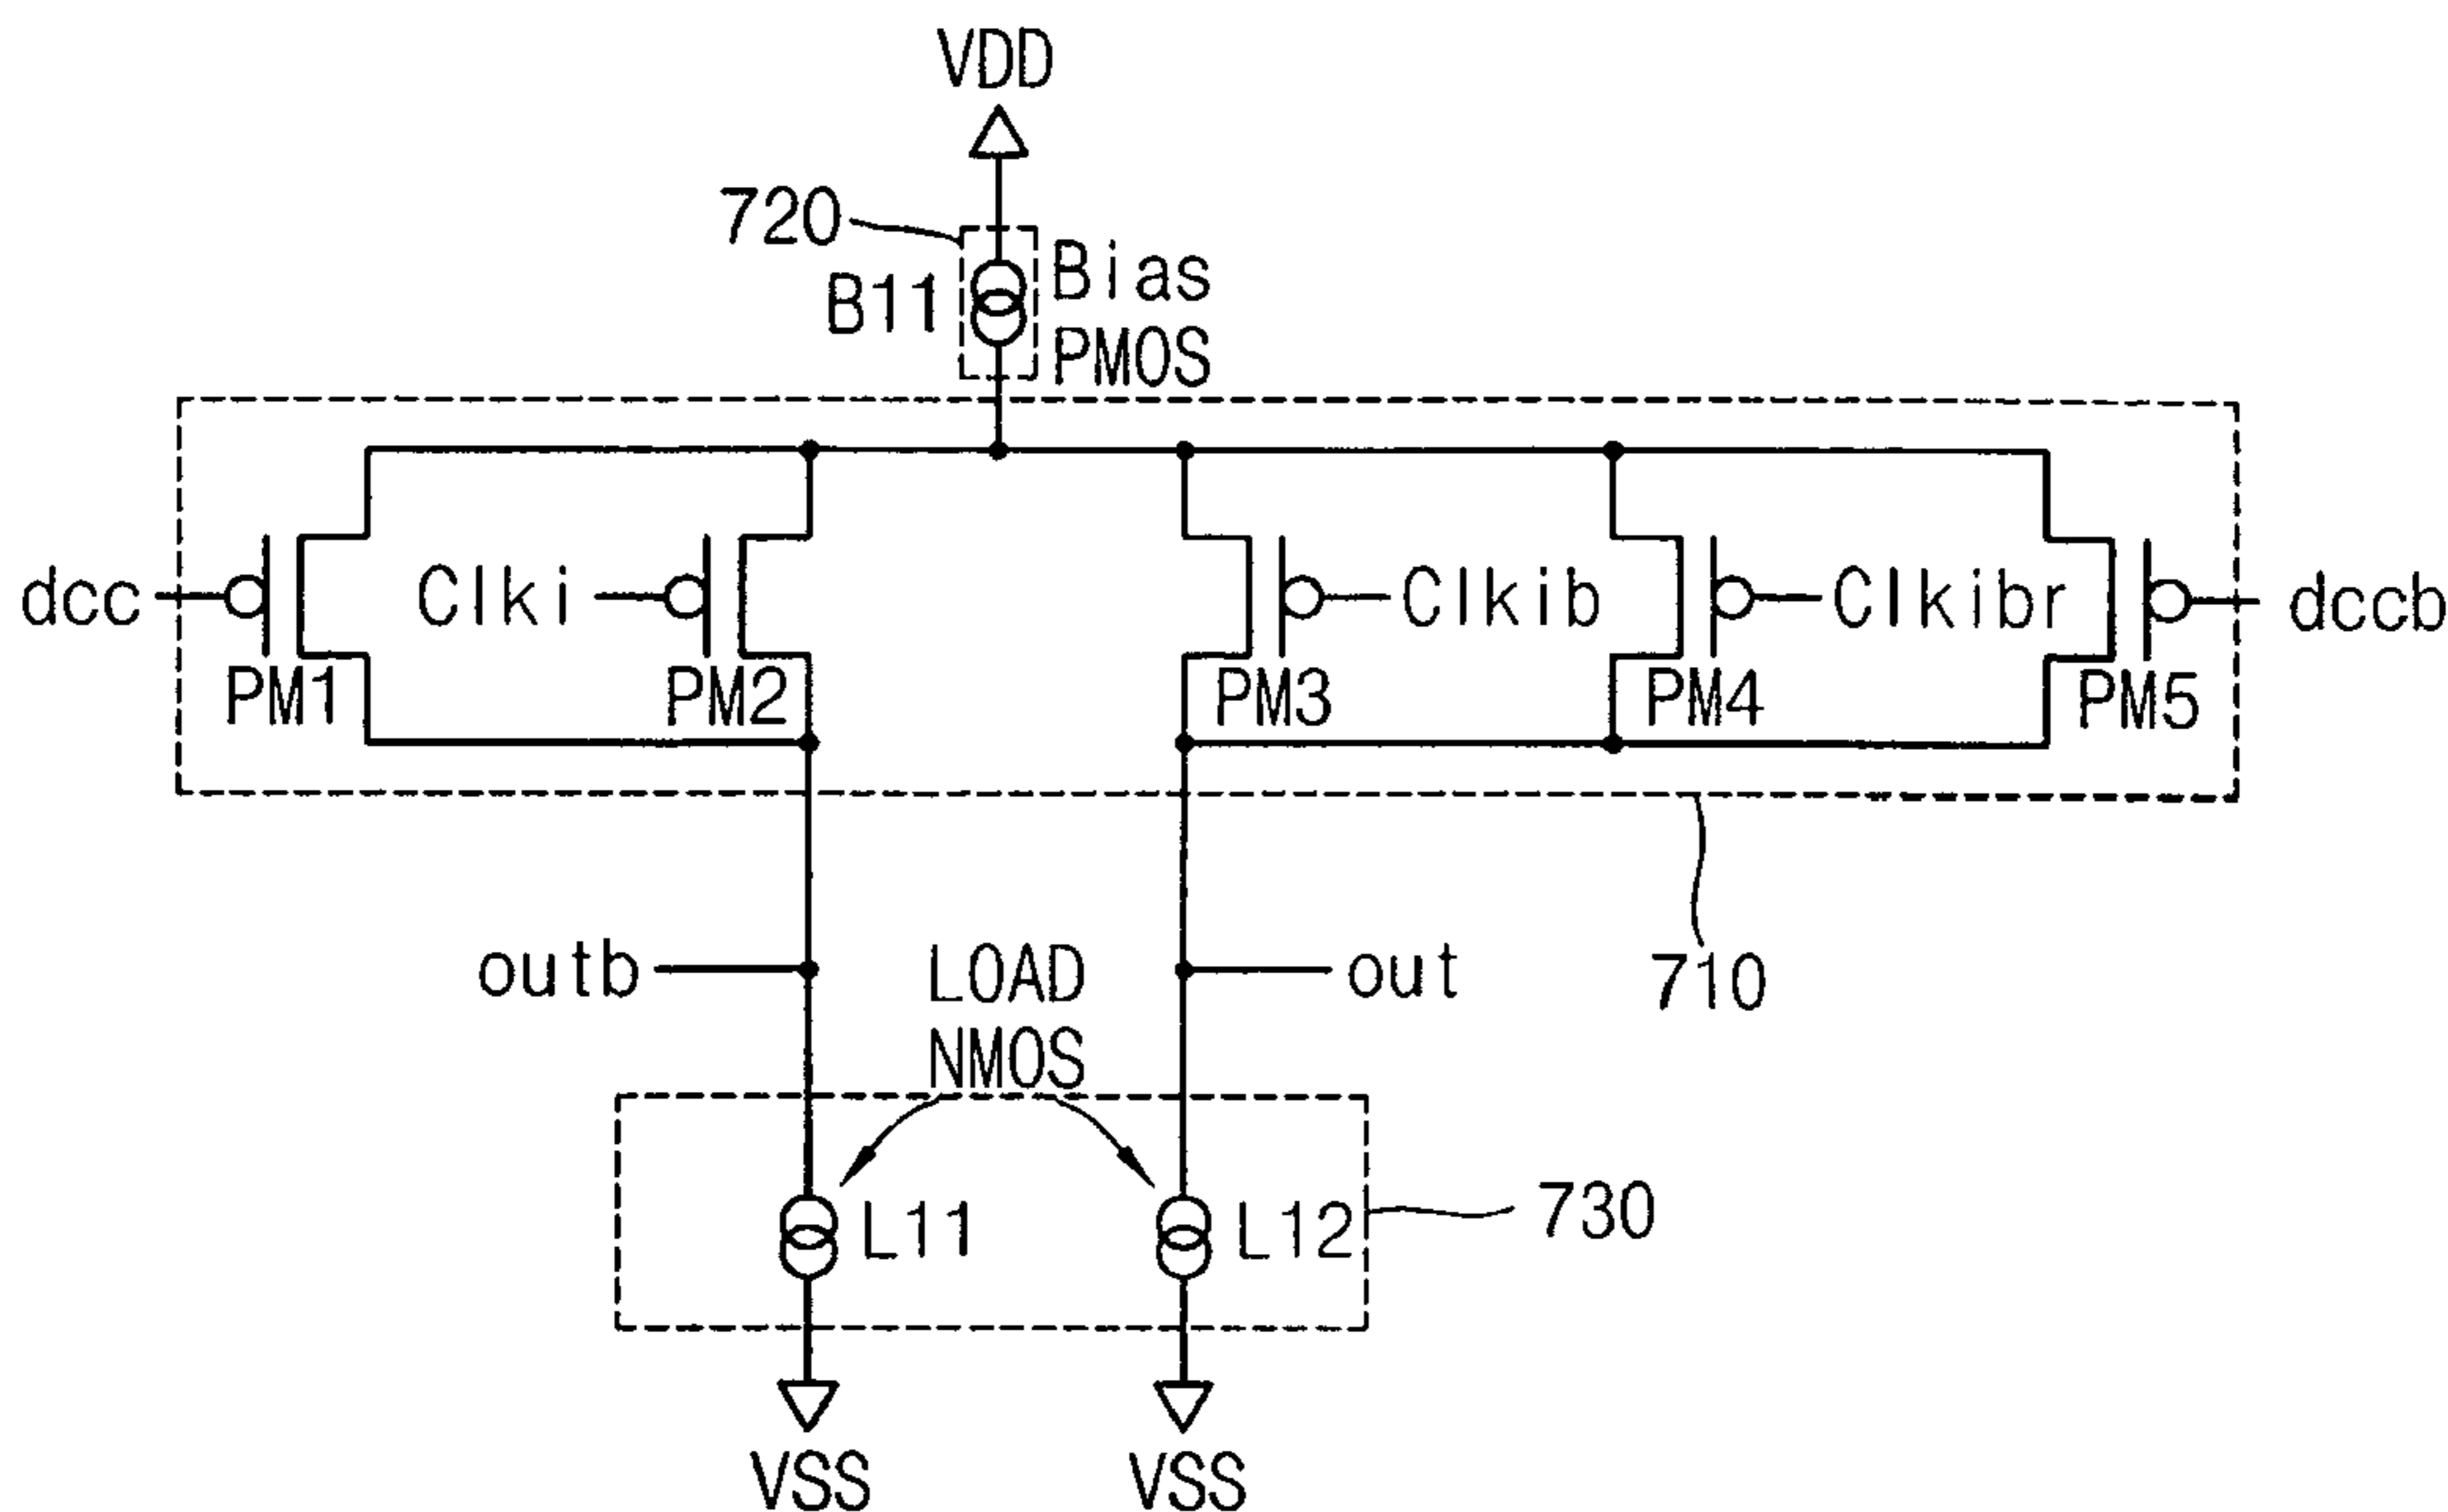 VDD
720
B11
Bias
PMOS
dcc
Clki
Clkib
Clkibr
dccb
PM1
PM2
PM3
PM4
PM5
outb
LOAD
NMOS
out
710
L11
L12
730
VSS
VSS